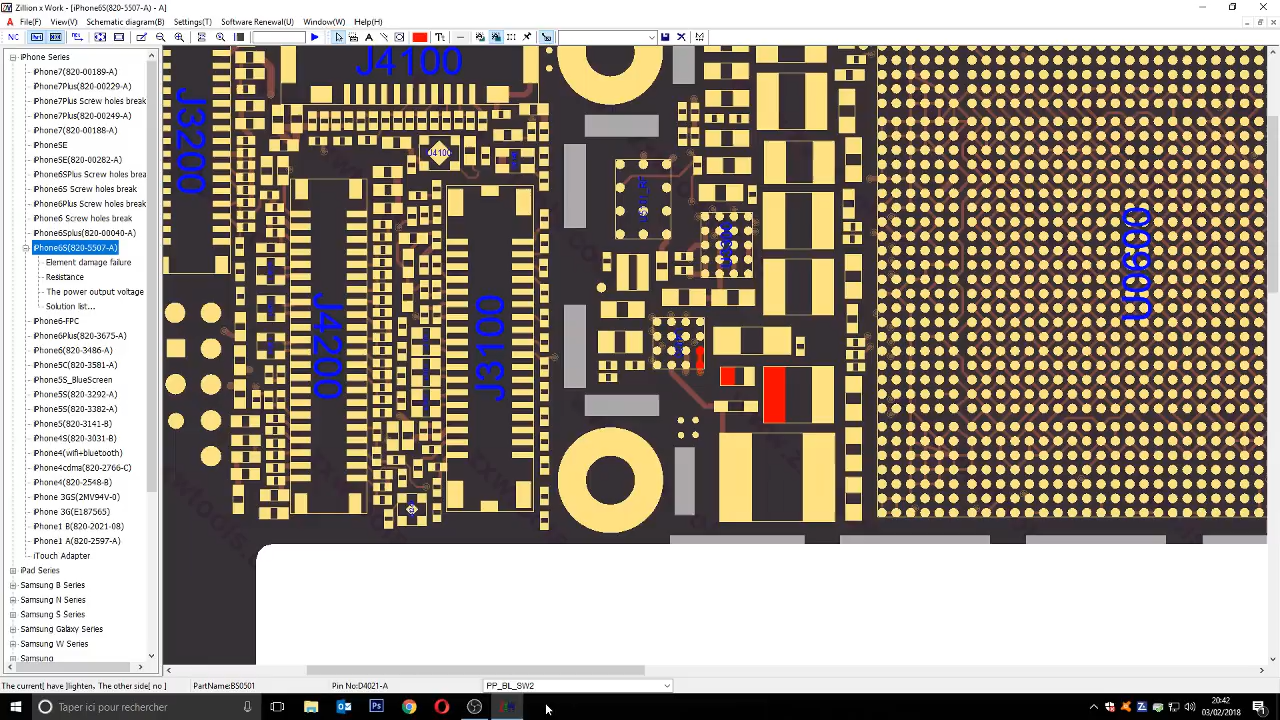 Zillion x Work - [iPhone6S(820-5507-A) - A]
File(F) View(V) Schematic diagram(B) Settings(T) Software Renewal(U) Window(W) Help(H)
NC
iPhone Series
iPhone7(820-00189-A)
iPhone7Plus(820-00229-A)
iPhone7Plus Screw holes break
iPhone7Plus(820-00249-A)
iPhone7(820-00188-A)
iPhoneSE
iPhoneSE(820-00282-A)
iPhone6SPlus Screw holes brea
iPhone6S Screw holes break
iPhone6Plus Screw holes break
iPhone6 Screw holes break
iPhone6Splus(820-00040-A)
iPhone6S(820-5507-A)
Element damage failure
Resistance
The power output voltage
Solution list...
iPhone6-FPC
iPhone6Plus(820-3675-A)
iPhone6(820-3486-A)
iPhone5C(820-3581-A)
iPhone5S_BlueScreen
iPhone5S(820-3292-A)
iPhone5S(820-3382-A)
iPhone5(820-3141-B)
iPhone4S(820-3031-B)
iPhone4(wifi+bluetooth)
iPhone4cdma(820-2766-C)
iPhone4(820-2548-A)
iPhone 3GS(2MV94V-0)
iPhone 3G(E187565)
iPhone1 B(820-2021-08)
iPhone1 A(820-2597-A)
iTouch Adapter
iPad Series
Samsung B Series
Samsung N Series
Samsung S Series
Samsung Galaxy Series
Samsung W Series
Samsung
J3200
J4100
J4200
J3100
U0600
The current[ have ]lighten, The other side[ no ]
PartName:BS0501
Pin No:D4021-A
PP_BL_SW2
Taper ici pour rechercher
20:42
03/02/2018